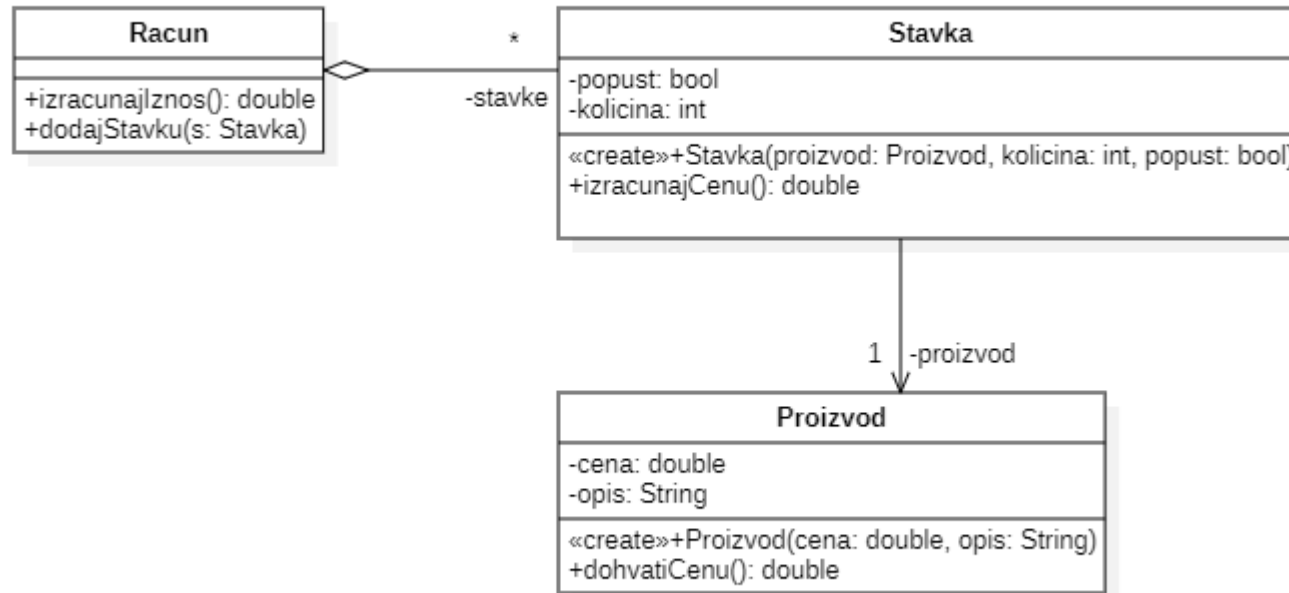 Racun
+izracunajIznos(): double
+dodajStavku(s: Stavka)
*
-stavke
Stavka
-popust: bool
-kolicina: int
«create»+Stavka(proizvod: Proizvod, kolicina: int, popust: bool)
+izracunajCenu(): double
1
-proizvod
Proizvod
-cena: double
-opis: String
«create»+Proizvod(cena: double, opis: String)
+dohvatiCenu(): double